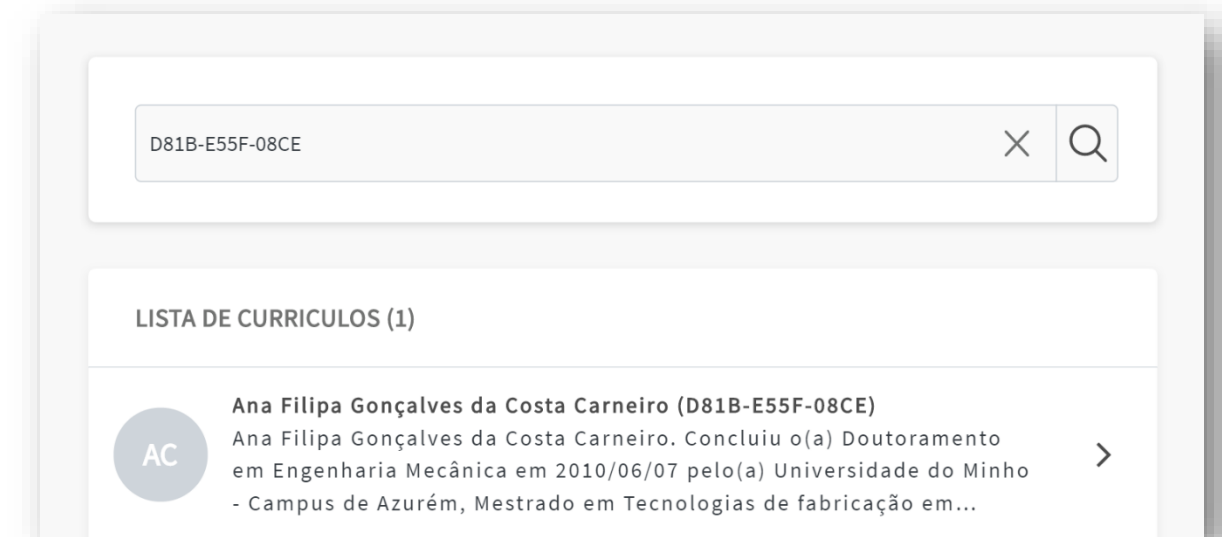 D81B-E55F-08CE
LISTA DE CURRICULOS (1)
AC
Ana Filipa Gonçalves da Costa Carneiro (D81B-E55F-08CE)
Ana Filipa Gonçalves da Costa Carneiro. Concluiu o(a) Doutoramento
em Engenharia Mecânica em 2010/06/07 pelo(a) Universidade do Minho
- Campus de Azurém, Mestrado em Tecnologias de fabricação em...